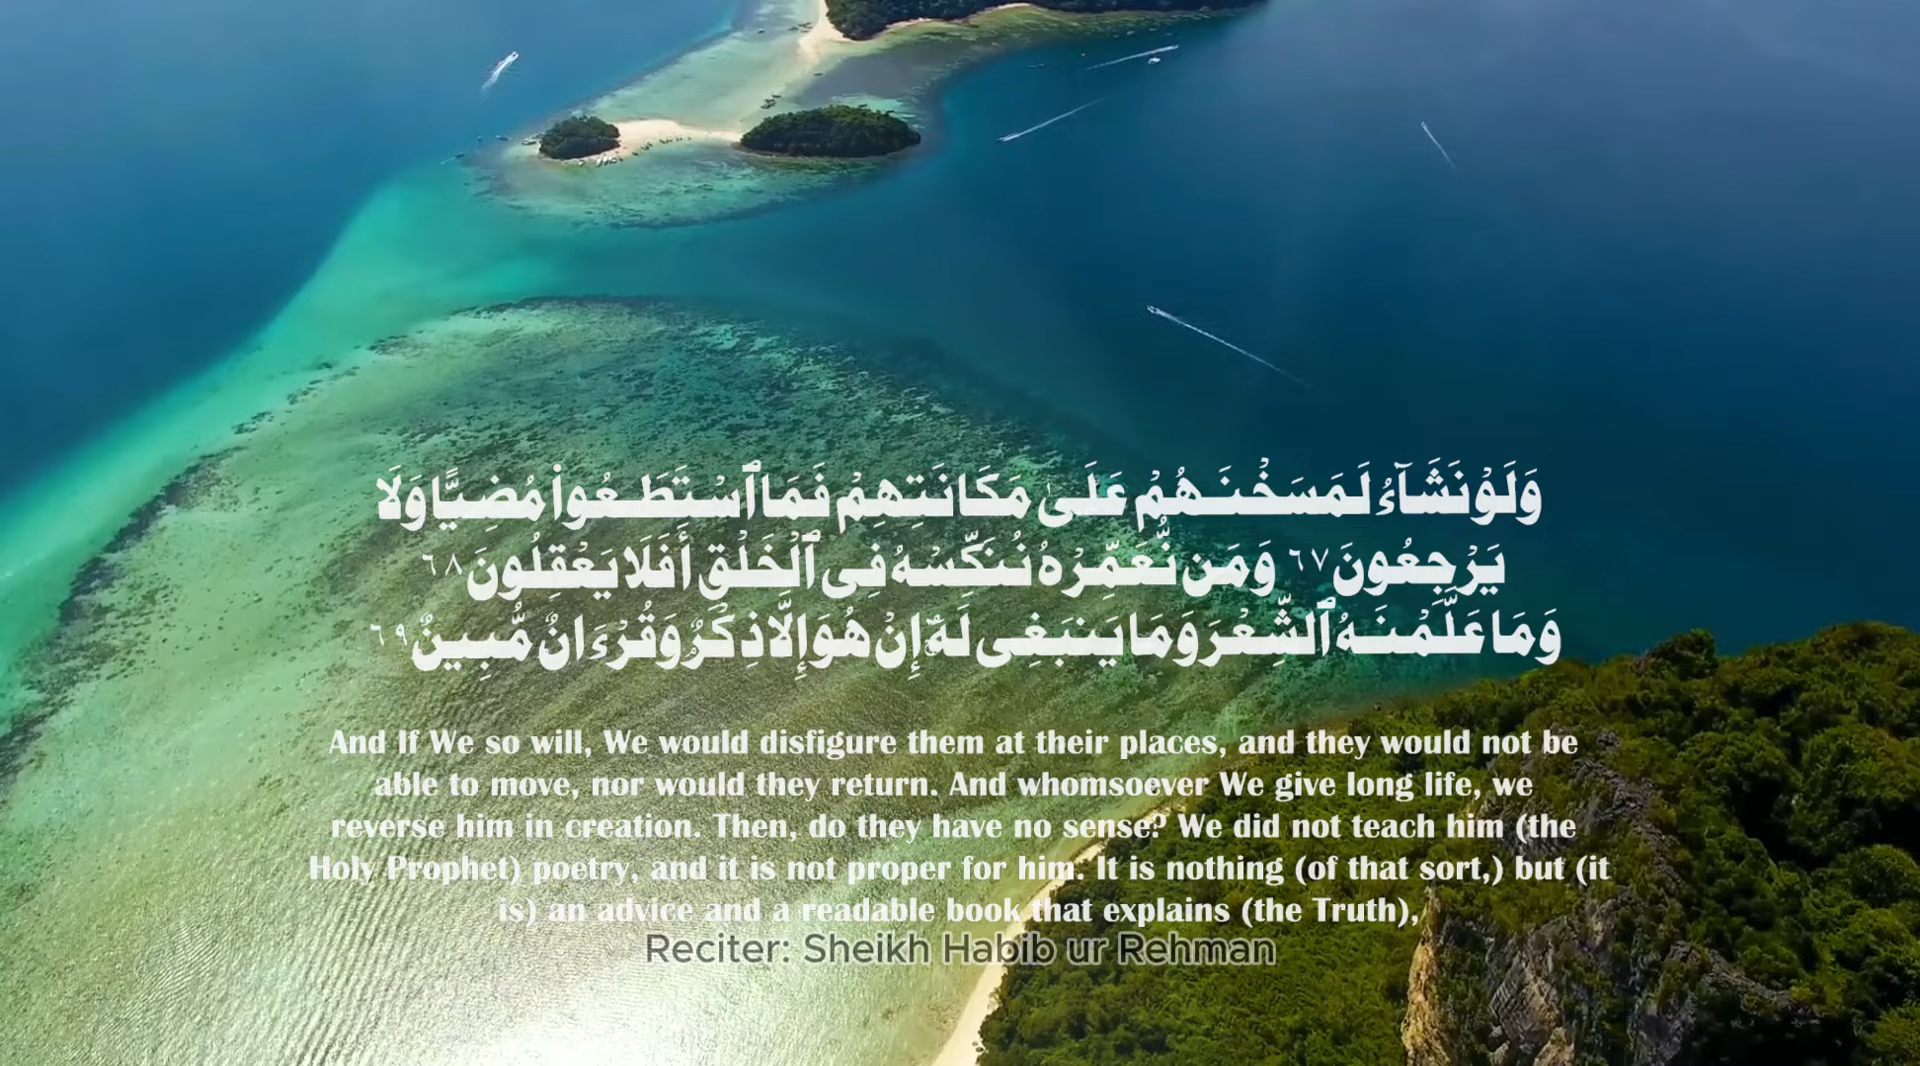 وَلَوْ نَشَآءُ لَمَسَخْنَـٰهُمْ عَلَىٰ مَكَانَتِهِمْ فَمَا ٱسْتَطَـٰعُوا۟ مُضِيًّا وَلَا
يَرْجِعُونَ ٦٧ وَمَن نُّعَمِّرْهُ نُنَكِّسْهُ فِى ٱلْخَلْقِ أَفَلَا يَعْقِلُونَ ٦٨
وَمَا عَلَّمْنَـٰهُ ٱلشِّعْرَ وَمَا يَنۢبَغِى لَهُۥٓ إِنْ هُوَ إِلَّا ذِكْرٌ وَقُرْءَانٌ مُّبِينٌ ٦٩
And If We so will, We would disfigure them at their places, and they would not be
able to move, nor would they return. And whomsoever We give long life, we
reverse him in creation. Then, do they have no sense? We did not teach him (the
Holy Prophet) poetry, and it is not proper for him. It is nothing (of that sort,) but (it
is) an advice and a readable book that explains (the Truth),
Reciter: Sheikh Habib ur Rehman